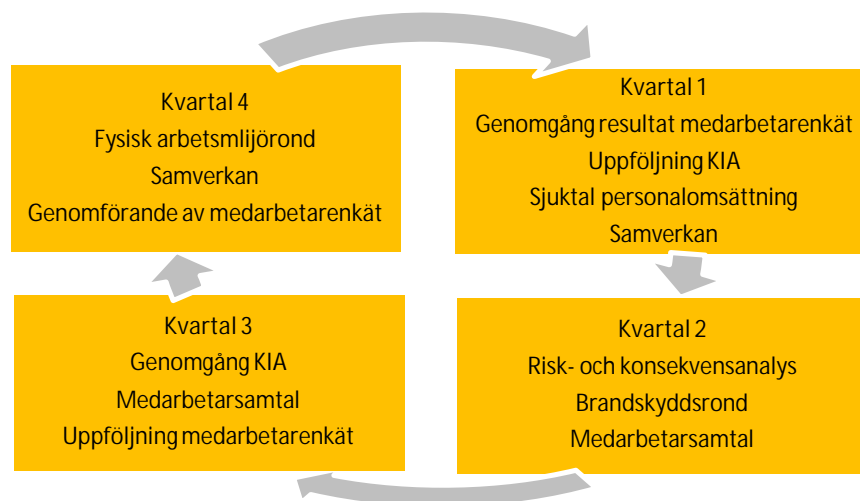 Kvartal 4
Fysisk arbetsmlijörond
Samverkan
Genomförande av medarbetarenkät
Kvartal 1
Genomgång resultat medarbetarenkät
Uppföljning KIA
Sjuktal personalomsättning
Samverkan
Kvartal 3
Genomgång KIA
Medarbetarsamtal
Uppföljning medarbetarenkät
Kvartal 2
Risk- och konsekvensanalys
Brandskyddsrond
Medarbetarsamtal